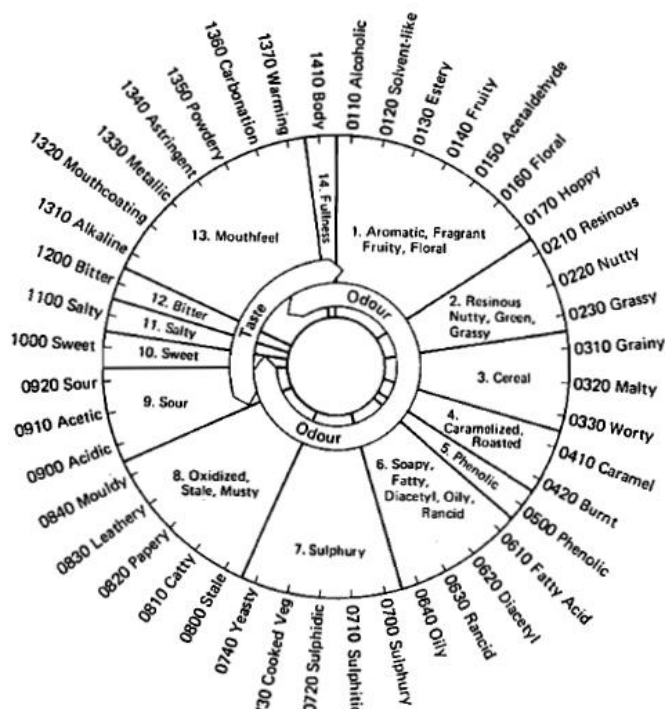 1410 Body
0110 Alcoholic
0120 Solvent-like
0130 Estery
0140 Fruity
0150 Acetaldehyde
0160 Floral
0170 Hoppy
0210 Resinous
0220 Nutty
0230 Grassy
0310 Grainy
0320 Malty
0330 Worty
0410 Caramel
0420 Burnt
0500 Phenolic
0610 Fatty Acid
0620 Diacetyl
0630 Rancid
0640 Oily
0700 Sulphury
0710 Sulphitic
0720 Sulphidic
30 Cooked Veg
0740 Yeasty
0800 Stale
0810 Catty
0820 Papery
0830 Leathery
0840 Mouldy
0900 Acidic
0910 Acetic
0920 Sour
1000 Sweet
1100 Salty
1200 Bitter
1310 Alkaline
1320 Mouthcoating
1330 Metallic
1340 Astringent
1350 Powdery
1360 Carbonation
1370 Warming
14. Fullness
1. Aromatic, Fragrant
Fruity, Floral
2. Resinous
Nutty, Green,
Grassy
3. Cereal
4.
Caramelized,
Roasted
5. Phenolic
6. Soapy,
Fatty,
Diacetyl, Oily,
Rancid
7. Sulphury
8. Oxidized,
Stale, Musty
9. Sour
10. Sweet
11. Salty
12. Bitter
13. Mouthfeel
Odour
Taste
Odour